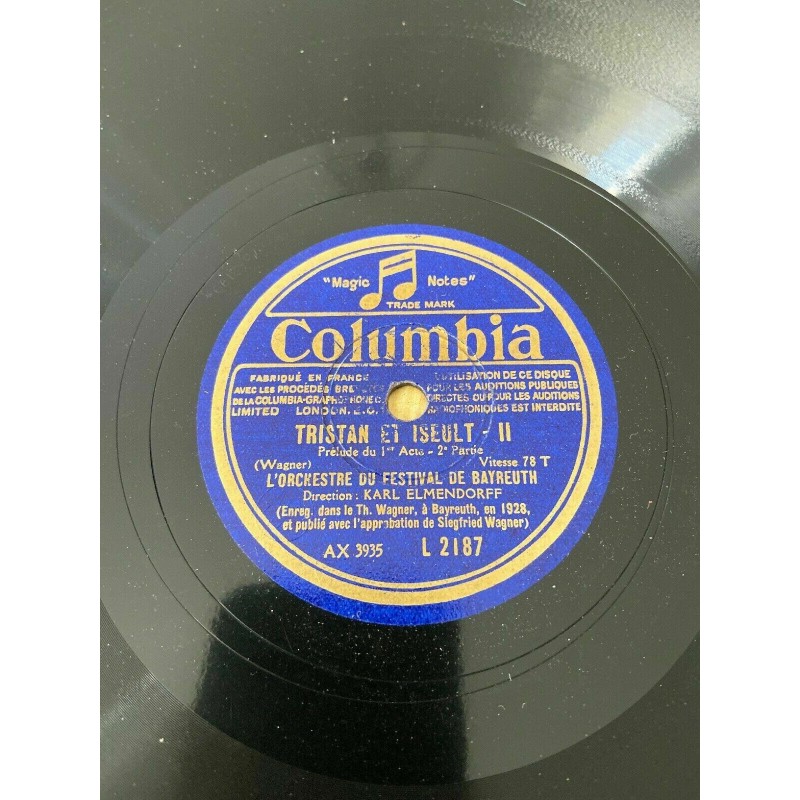 "Magic Notes"
TRADE MARK
Columbia
FABRIQUÉ EN FRANCE
AVEC LES PROCÉDÉS
DE LA COLUMBIA-GRAPHOPHONE C
LIMITED LONDON. E.C.
UTILISATION DE CE DISQUE
POUR LES AUDITIONS PUBLIQUES
DIRECTES OU POUR LES AUDITIONS
RADIOPHONIQUES EST INTERDITE
TRISTAN ET ISEULT - II
Prélude du 1er Acte - 2e Partie
(Wagner) Vitesse 78 T
L'ORCHESTRE DU FESTIVAL DE BAYREUTH
Direction : KARL ELMENDORFF
(Enreg. dans le Th. Wagner, à Bayreuth, en 1928,
et publié avec l'approbation de Siegfried Wagner)
AX 3935 L 2187